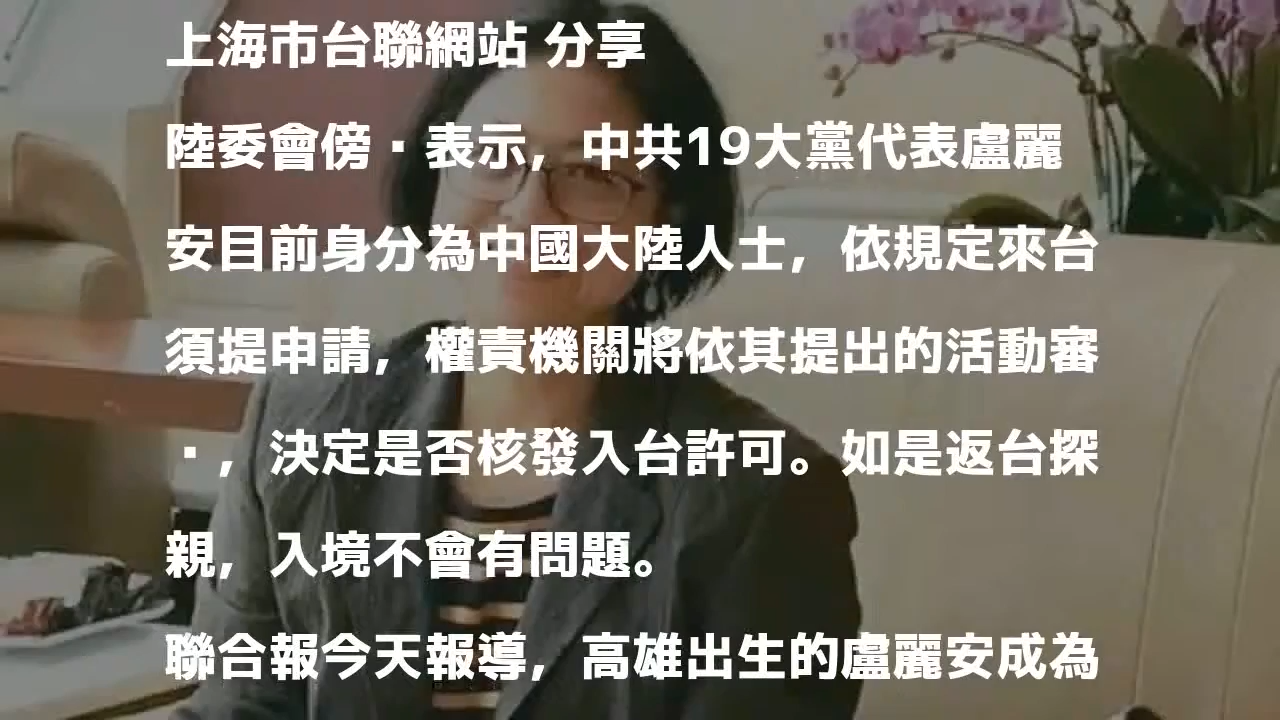 上海市台聯網站 分享
陸委會傍▪表示，中共19大黨代表盧麗
安目前身分為中國大陸人士，依規定來台
須提申請，權責機關將依其提出的活動審
▪，決定是否核發入台許可。如是返台探
親，入境不會有問題。
聯合報今天報導，高雄出生的盧麗安成為